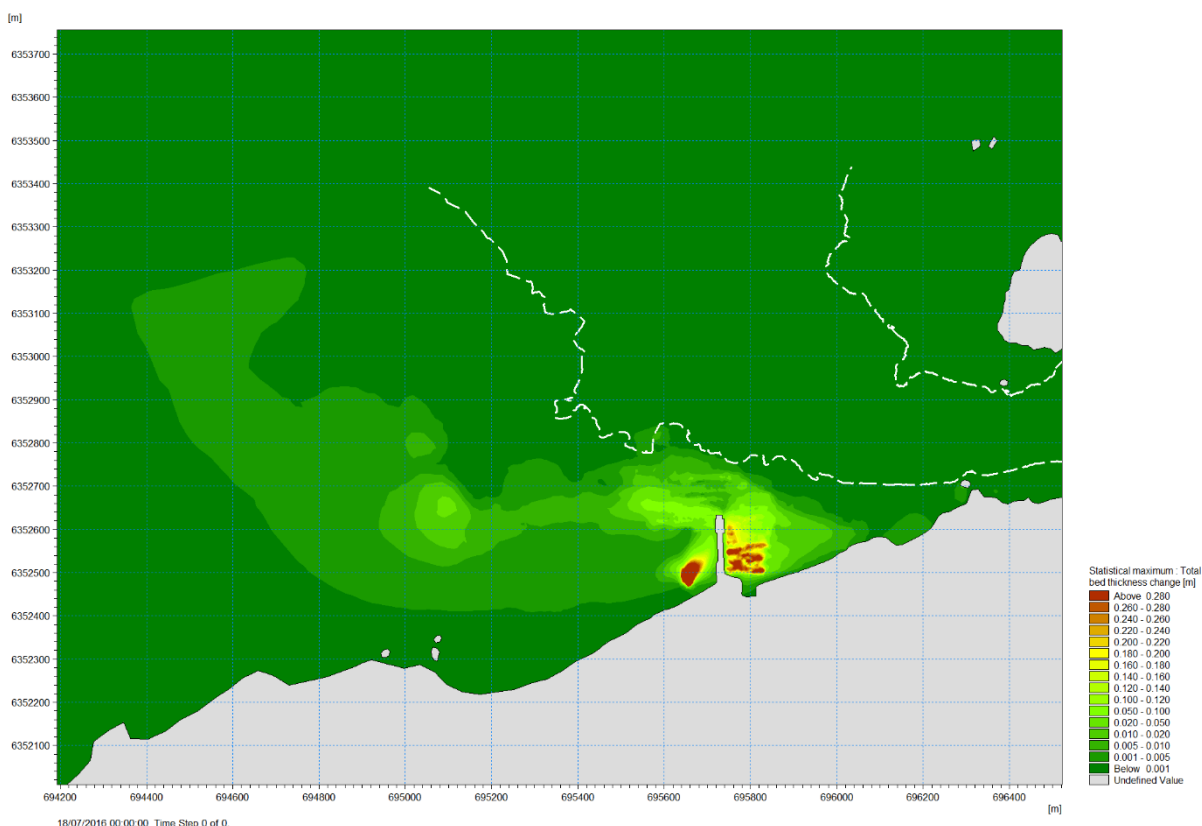 [m]
6353700
6353600
6353500
6353400
6353300
6353200
6353100
6353000
6352900
6352800
6352700
6352600
6352500
6352400
6352300
6352200
6352100
694200 694400 694600 694800 695000 695200 695400 695600 695800 696000 696200 696400
[m]
18/07/2016 00:00:00 Time Step 0 of 0.
Statistical maximum : Total
bed thickness change [m]
Above 0.280
0.260 - 0.280
0.240 - 0.260
0.220 - 0.240
0.200 - 0.220
0.180 - 0.200
0.160 - 0.180
0.140 - 0.160
0.120 - 0.140
0.100 - 0.120
0.050 - 0.100
0.020 - 0.050
0.010 - 0.020
0.005 - 0.010
0.001 - 0.005
Below 0.001
Undefined Value